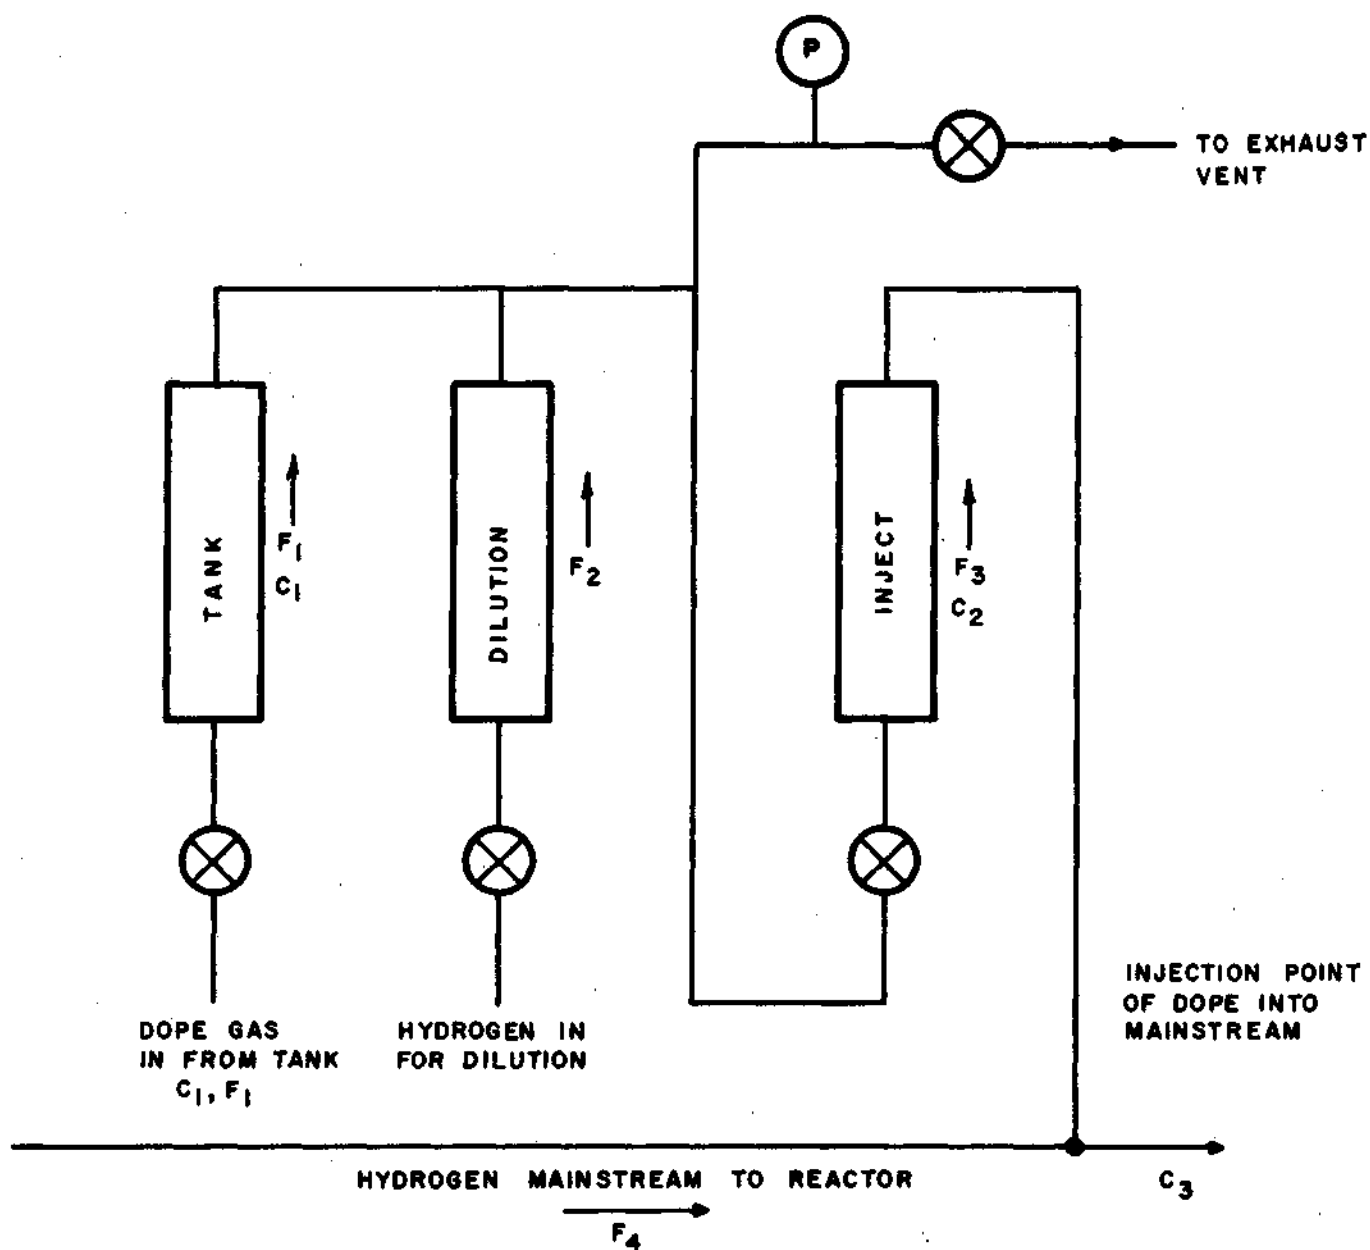 P
TO EXHAUST
VENT
TANK
F1
C1
DILUTION
F2
INJECT
F3
C2
DOPE GAS
IN FROM TANK
C1, F1
HYDROGEN IN
FOR DILUTION
INJECTION POINT
OF DOPE INTO
MAINSTREAM
HYDROGEN MAINSTREAM TO REACTOR
F4
C3